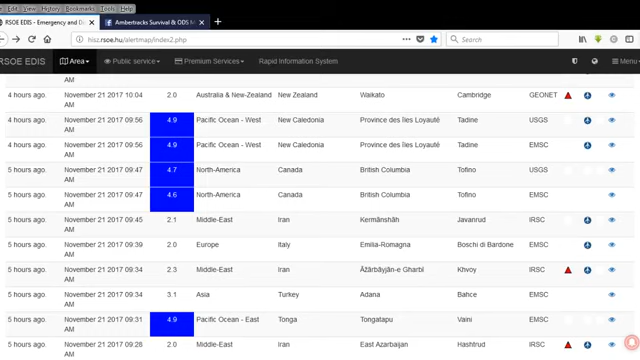 File Edit View History Bookmarks Tools Help
RSOE EDIS - Emergency and Dis × Ambertracks Survival & ODS M × +
hisz.rsoe.hu/alertmap/index2.php Search
RSOE EDIS Area Public service Premium Services Rapid Information System Menu
AM
4 hours ago. November 21 2017 10:04 AM 2.0 Australia & New-Zealand New Zealand Waikato Cambridge GEONET
4 hours ago. November 21 2017 09:56 AM 4.9 Pacific Ocean - West New Caledonia Province des îles Loyauté Tadine USGS
4 hours ago. November 21 2017 09:56 AM 4.9 Pacific Ocean - West New Caledonia Province des îles Loyauté Tadine EMSC
5 hours ago. November 21 2017 09:47 AM 4.7 North-America Canada British Columbia Tofino USGS
5 hours ago. November 21 2017 09:47 AM 4.6 North-America Canada British Columbia Tofino EMSC
5 hours ago. November 21 2017 09:45 AM 2.1 Middle-East Iran Kermānshāh Javanrud IRSC
5 hours ago. November 21 2017 09:39 AM 2.0 Europe Italy Emilia-Romagna Boschi di Bardone EMSC
5 hours ago. November 21 2017 09:34 AM 2.3 Middle-East Iran Āžārbāyjān-e Gharbī Khvoy IRSC
5 hours ago. November 21 2017 09:34 AM 3.1 Asia Turkey Adana Bahce EMSC
5 hours ago. November 21 2017 09:31 AM 4.9 Pacific Ocean - East Tonga Tongatapu Vaini EMSC
5 hours ago. November 21 2017 09:28 AM 2.0 Middle-East Iran East Azarbaijan Hashtrud IRSC